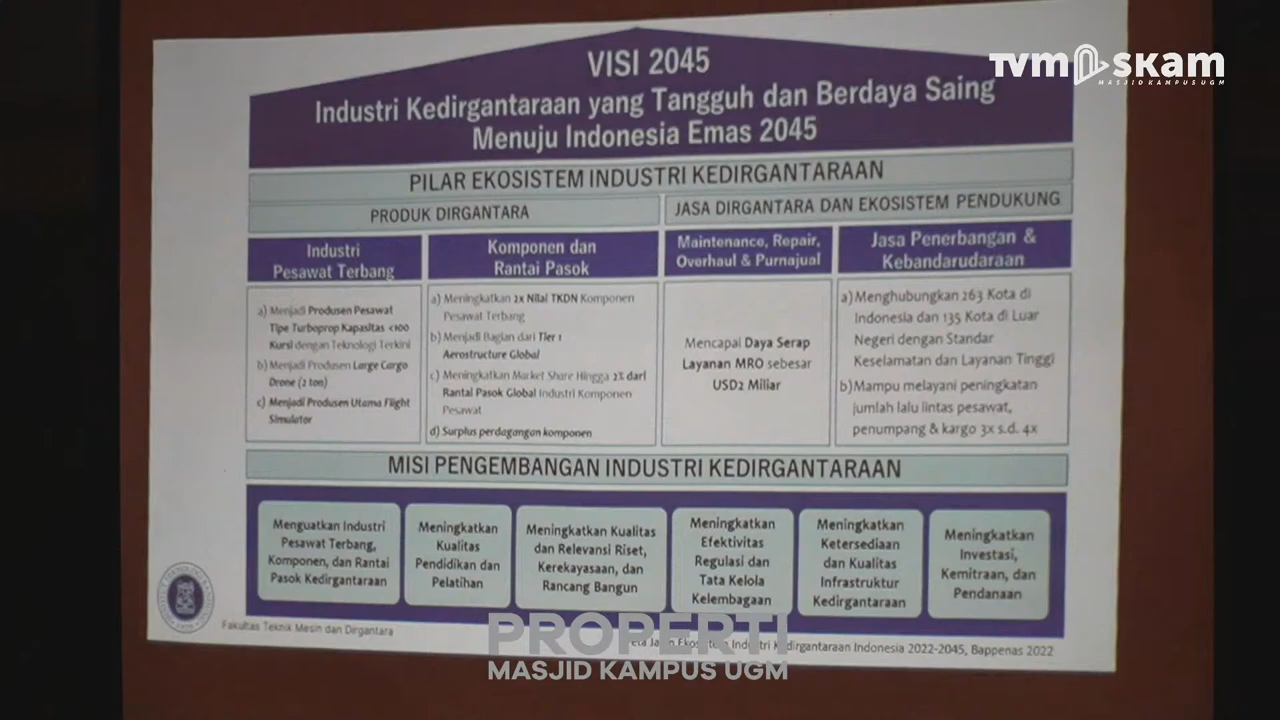 TVM SKAM
MASJID KAMPUS UGM
VISI 2045
Industri Kedirgantaraan yang Tangguh dan Berdaya Saing
Menuju Indonesia Emas 2045
PILAR EKOSISTEM INDUSTRI KEDIRGANTARAAN
PRODUK DIRGANTARA
JASA DIRGANTARA DAN EKOSISTEM PENDUKUNG
Industri
Pesawat Terbang
Komponen dan
Rantai Pasok
Maintenance, Repair,
Overhaul & Purnajual
Jasa Penerbangan &
Kebandarudaraan
a) Menjadi Produsen Pesawat
Tipe Turboprop Kapasitas <100
Kursi dengan Teknologi Terkini
b) Menjadi Produsen Large Cargo
Drone (2 ton)
c) Menjadi Produsen Utama Flight
Simulator
a) Meningkatkan 2x Nilai TKDN Komponen
Pesawat Terbang
b) Menjadi Bagian dari Tier 1
Aerostructure Global
c) Meningkatkan Market Share Hingga 2% dari
Rantai Pasok Global Industri Komponen
Pesawat
d) Surplus perdagangan komponen
Mencapai Daya Serap
Layanan MRO sebesar
USD2 Miliar
a) Menghubungkan 263 Kota di
Indonesia dan 135 Kota di Luar
Negeri dengan Standar
Keselamatan dan Layanan Tinggi
b) Mampu melayani peningkatan
jumlah lalu lintas pesawat,
penumpang & kargo 3x s.d. 4x
MISI PENGEMBANGAN INDUSTRI KEDIRGANTARAAN
Menguatkan Industri
Pesawat Terbang,
Komponen, dan Rantai
Pasok Kedirgantaraan
Meningkatkan
Kualitas
Pendidikan dan
Pelatihan
Meningkatkan Kualitas
dan Relevansi Riset,
Kerekayasaan, dan
Rancang Bangun
Meningkatkan
Efektivitas
Regulasi dan
Tata Kelola
Kelembagaan
Meningkatkan
Ketersediaan
dan Kualitas
Infrastruktur
Kedirgantaraan
Meningkatkan
Investasi,
Kemitraan, dan
Pendanaan
Fakultas Teknik Mesin dan Dirgantara
Industri Kedirgantaraan Indonesia 2022-2045, Bappenas 2022
PROPERTI
MASJID KAMPUS UGM